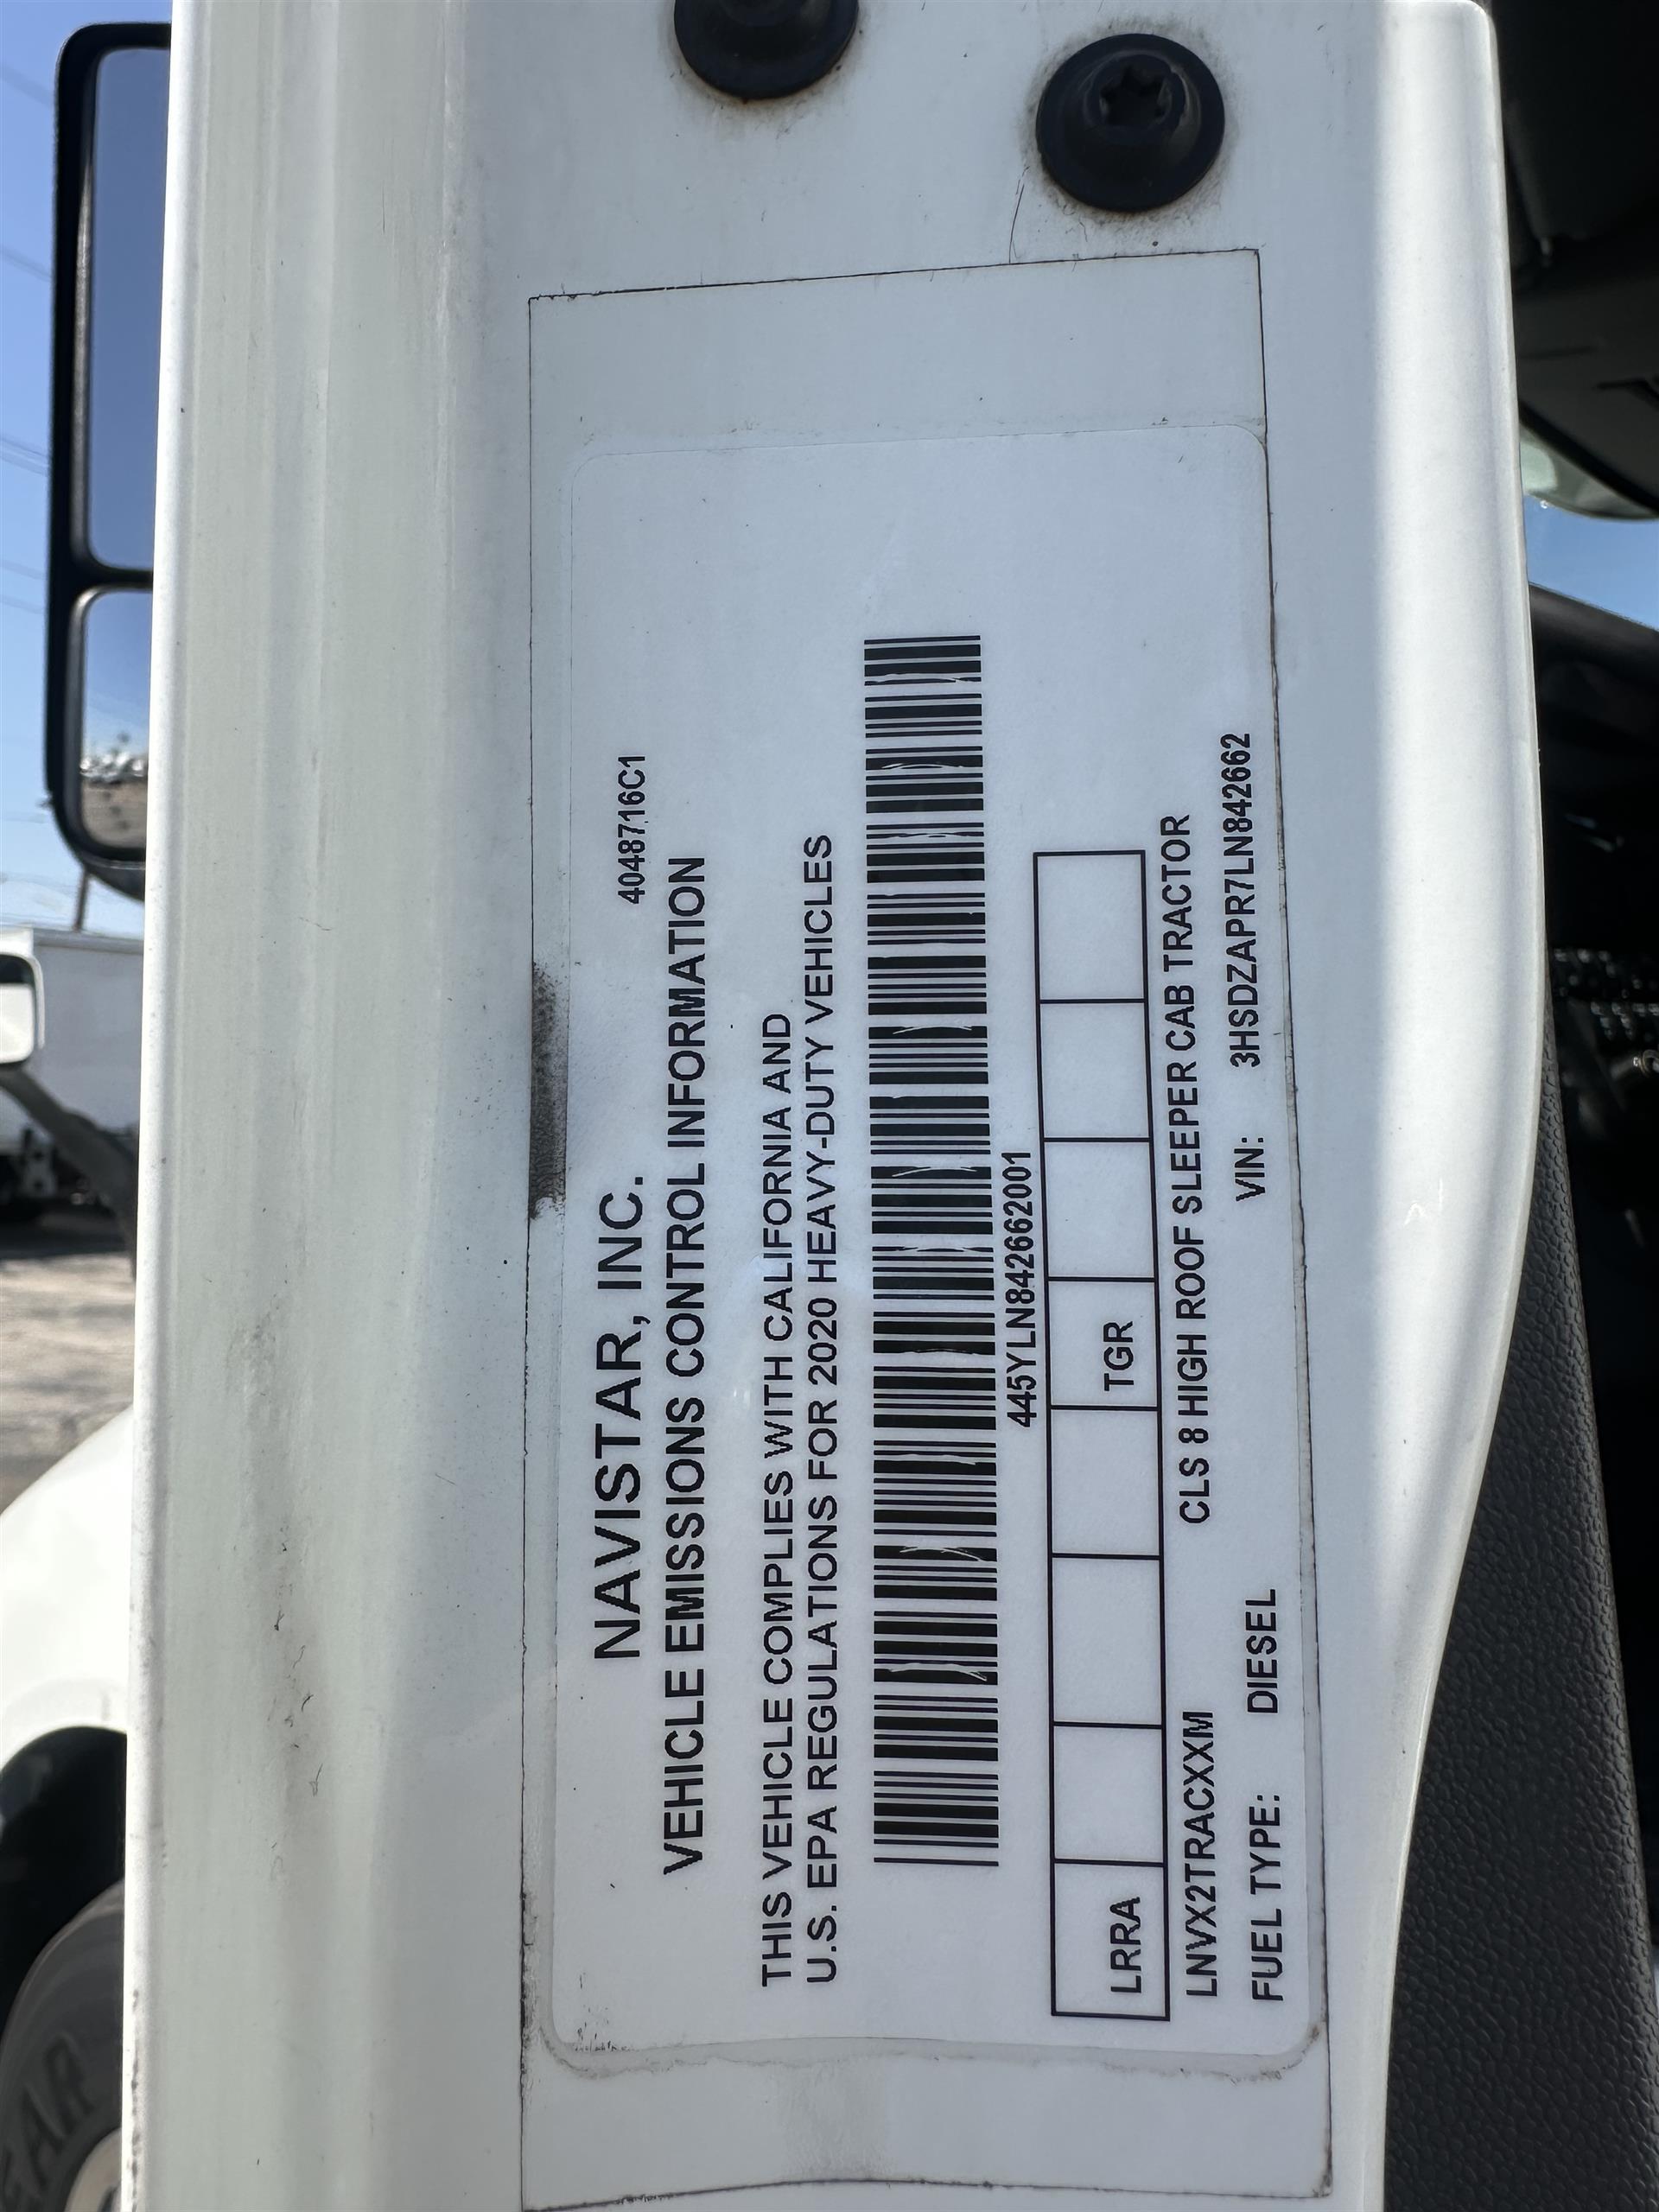 4048716C1
NAVISTAR, INC.
VEHICLE EMISSIONS CONTROL INFORMATION
THIS VEHICLE COMPLIES WITH CALIFORNIA AND
U.S. EPA REGULATIONS FOR 2020 HEAVY-DUTY VEHICLES
445YLN842662001
LRRA TGR
LNVX2TRACXXM CLS 8 HIGH ROOF SLEEPER CAB TRACTOR
FUEL TYPE: DIESEL VIN: 3HSDZAPR7LN842662